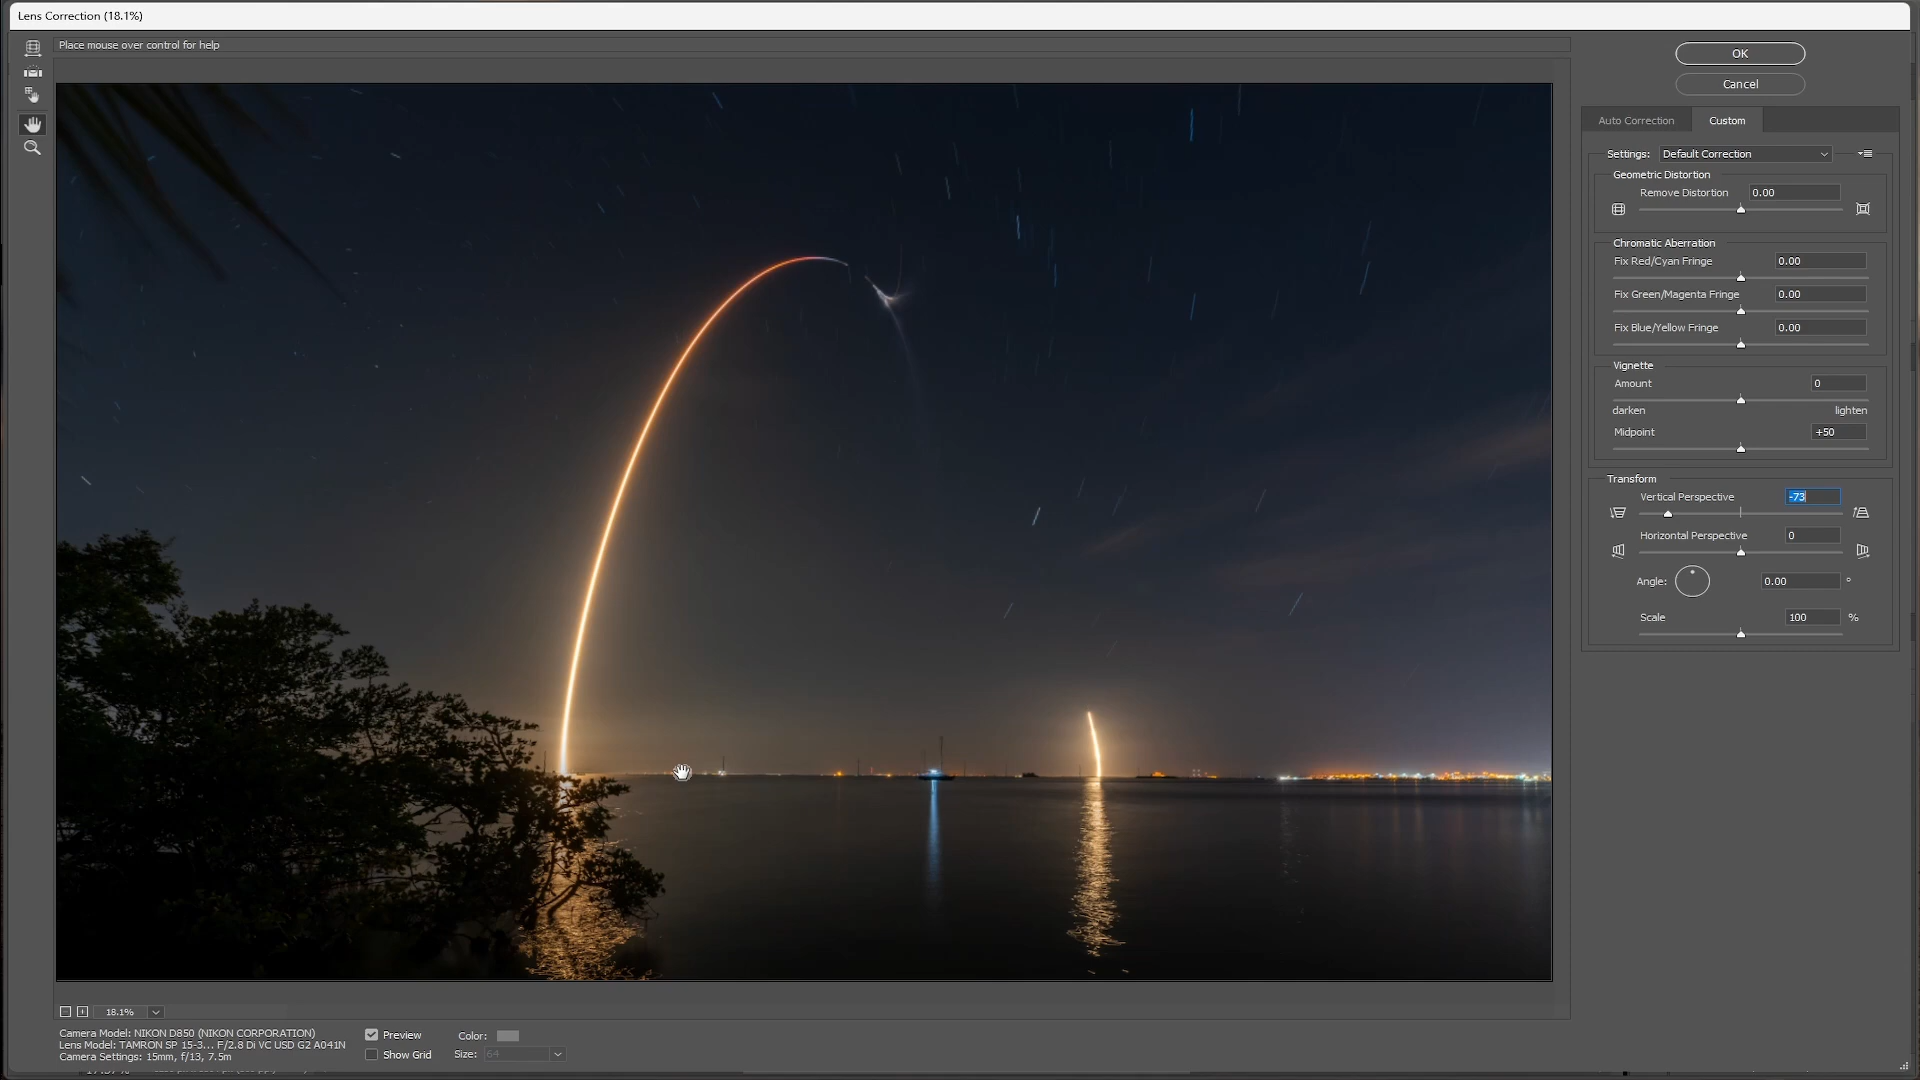 Lens Correction (18.1%)
Place mouse over control for help
OK
Cancel
Auto Correction
Custom
Settings: Default Correction
Geometric Distortion
Remove Distortion 0.00
Chromatic Aberration
Fix Red/Cyan Fringe 0.00
Fix Green/Magenta Fringe 0.00
Fix Blue/Yellow Fringe 0.00
Vignette
Amount 0
darken lighten
Midpoint +50
Transform
Vertical Perspective -73
Horizontal Perspective 0
Angle: 0.00 °
Scale 100 %
18.1%
Camera Model: NIKON D850 (NIKON CORPORATION)
Lens Model: TAMRON SP 15-3... F/2.8 Di VC USD G2 A041N
Camera Settings: 15mm, f/13, 7.5m
Preview Color:
Show Grid Size: 64